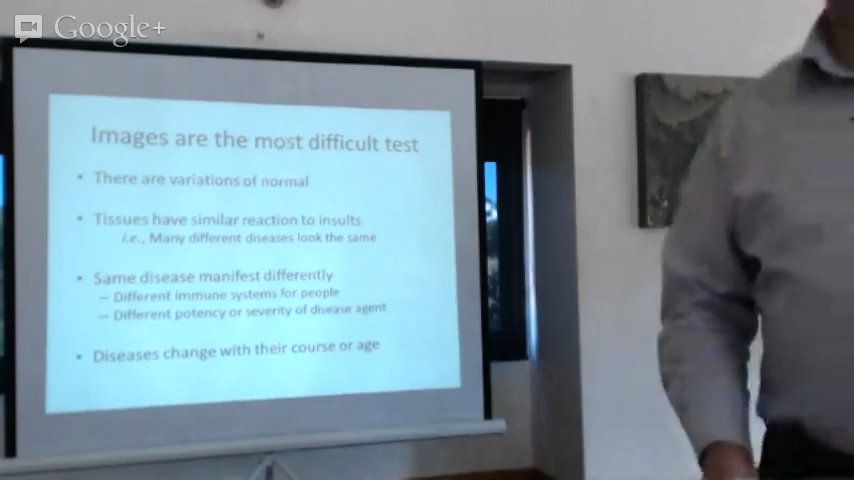 Google+
Images are the most difficult test
• There are variations of normal
• Tissues have similar reaction to insults
i.e., Many different diseases look the same
• Same disease manifest differently
– Different immune systems for people
– Different potency or severity of disease agent
• Diseases change with their course or age